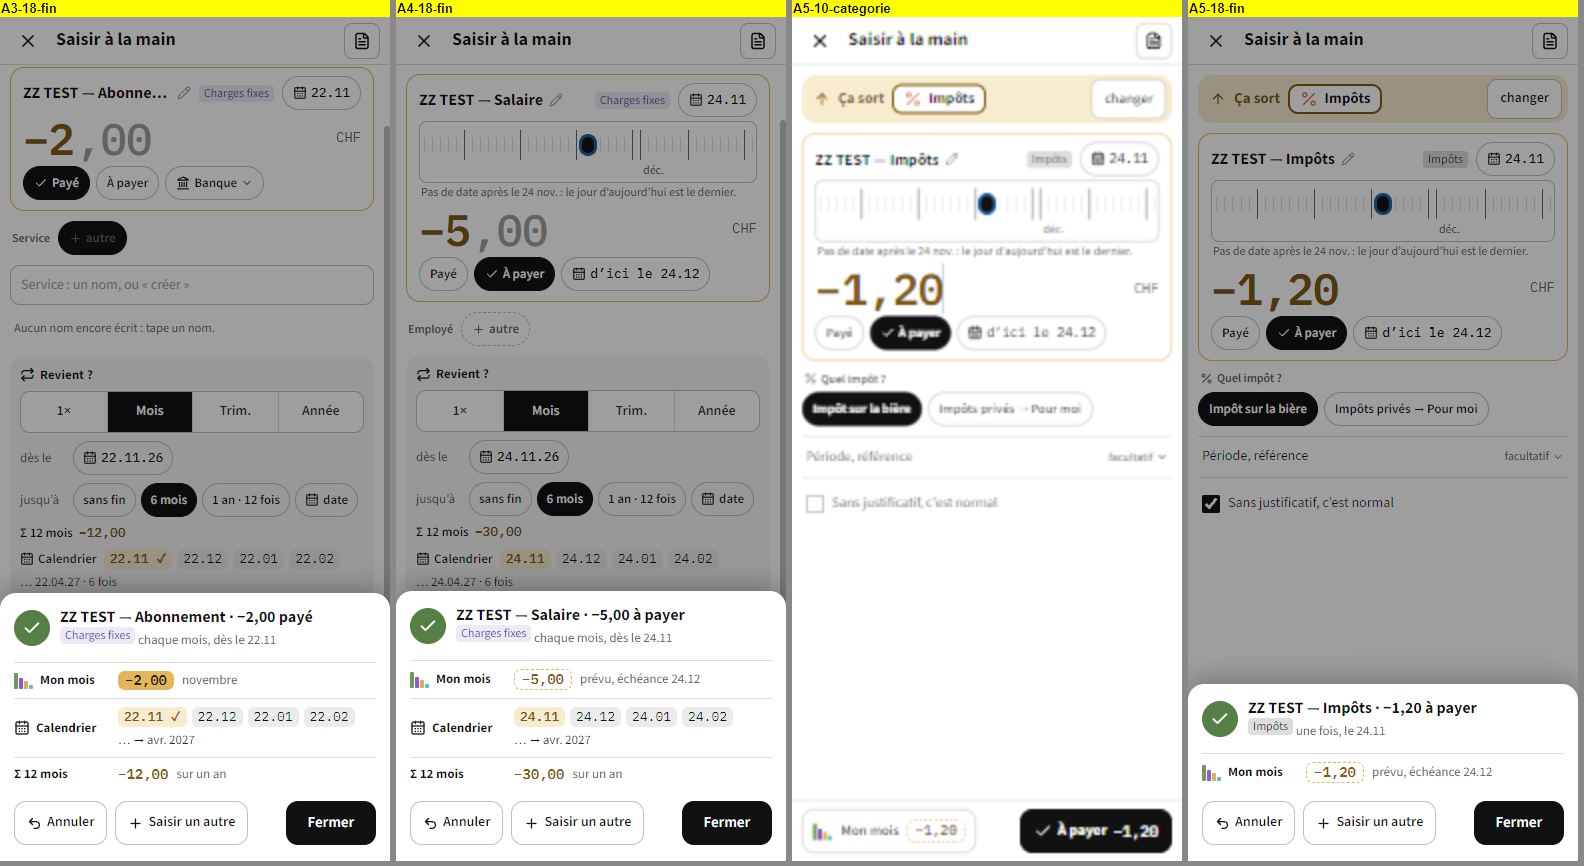 A3-18-fin
Saisir à la main
ZZ TEST — Abonne...
Charges fixes
22.11
−2,00
CHF
Payé
À payer
Banque
Service
+ autre
Service : un nom, ou « créer »
Aucun nom encore écrit : tape un nom.
Revient ?
1×
Mois
Trim.
Année
dès le
22.11.26
jusqu'à
sans fin
6 mois
1 an · 12 fois
date
Σ 12 mois −12,00
Calendrier 22.11 ✓ 22.12 22.01 22.02
… 22.04.27 · 6 fois
ZZ TEST — Abonnement · −2,00 payé
Charges fixes chaque mois, dès le 22.11
Mon mois −2,00 novembre
Calendrier 22.11 ✓ 22.12 22.01 22.02
… → avr. 2027
Σ 12 mois −12,00 sur un an
Annuler
+ Saisir un autre
Fermer
A4-18-fin
Saisir à la main
ZZ TEST — Salaire
Charges fixes
24.11
déc.
Pas de date après le 24 nov. : le jour d'aujourd'hui est le dernier.
−5,00
CHF
Payé
À payer
d'ici le 24.12
Employé
+ autre
Revient ?
1×
Mois
Trim.
Année
dès le
24.11.26
jusqu'à
sans fin
6 mois
1 an · 12 fois
date
Σ 12 mois −30,00
Calendrier 24.11 24.12 24.01 24.02
… 24.04.27 · 6 fois
ZZ TEST — Salaire · −5,00 à payer
Charges fixes chaque mois, dès le 24.11
Mon mois −5,00 prévu, échéance 24.12
Calendrier 24.11 24.12 24.01 24.02
… → avr. 2027
Σ 12 mois −30,00 sur un an
Annuler
+ Saisir un autre
Fermer
A5-10-categorie
Saisir à la main
Ça sort
Impôts
changer
ZZ TEST — Impôts
Impôts
24.11
déc.
Pas de date après le 24 nov. : le jour d'aujourd'hui est le dernier.
−1,20
CHF
Payé
À payer
d'ici le 24.12
Quel impôt ?
Impôt sur la bière
Impôts privés → Pour moi
Période, référence
facultatif
Sans justificatif, c'est normal
Mon mois −1,20
À payer −1,20
A5-18-fin
Saisir à la main
Ça sort
Impôts
changer
ZZ TEST — Impôts
Impôts
24.11
déc.
Pas de date après le 24 nov. : le jour d'aujourd'hui est le dernier.
−1,20
CHF
Payé
À payer
d'ici le 24.12
Quel impôt ?
Impôt sur la bière
Impôts privés → Pour moi
Période, référence
facultatif
Sans justificatif, c'est normal
ZZ TEST — Impôts · −1,20 à payer
Impôts une fois, le 24.11
Mon mois −1,20 prévu, échéance 24.12
Annuler
+ Saisir un autre
Fermer